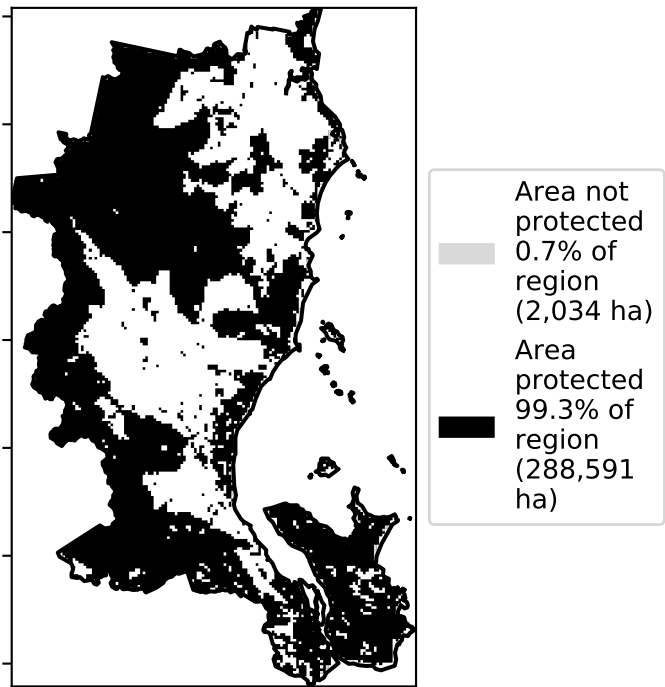 Area not
protected
0.7% of
region
(2,034 ha)
Area
protected
99.3% of
region
(288,591
ha)